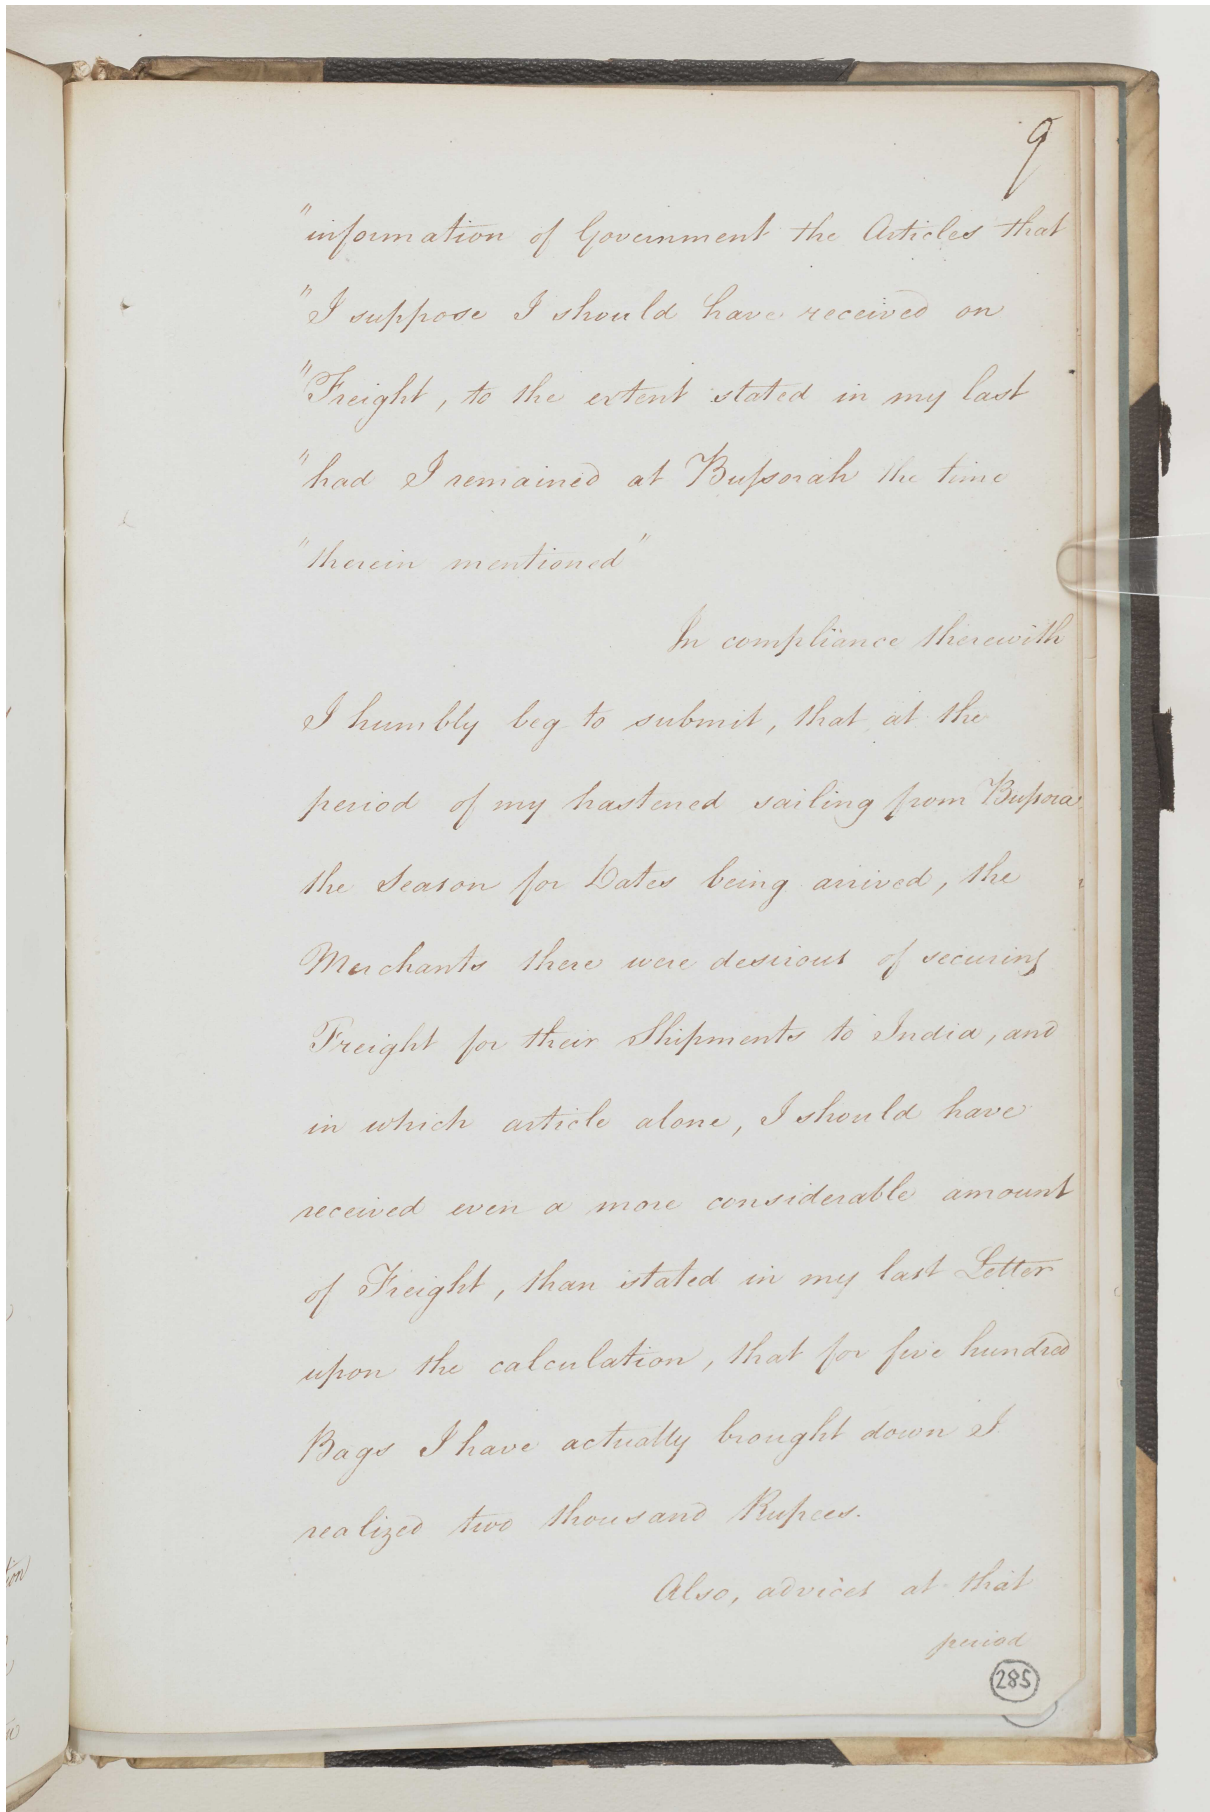 9
"information of Government the Articles that
"I suppose I should have received on
"Freight, to the extent stated in my last
"had I remained at Bussorah the time
"therein mentioned"
In compliance therewith
I humbly beg to submit, that at the
period of my hastened sailing from Bussora
the Season for Dates being arrived, the
Merchants there were desirous of securing
Freight for their Shipments to India, and
in which article alone, I should have
received even a more considerable amount
of Freight, than stated in my last Letter
upon the calculation, that for five hundred
Bags I have actually brought down I
realized two thousand Rupees.
Also, advices at that
period
285